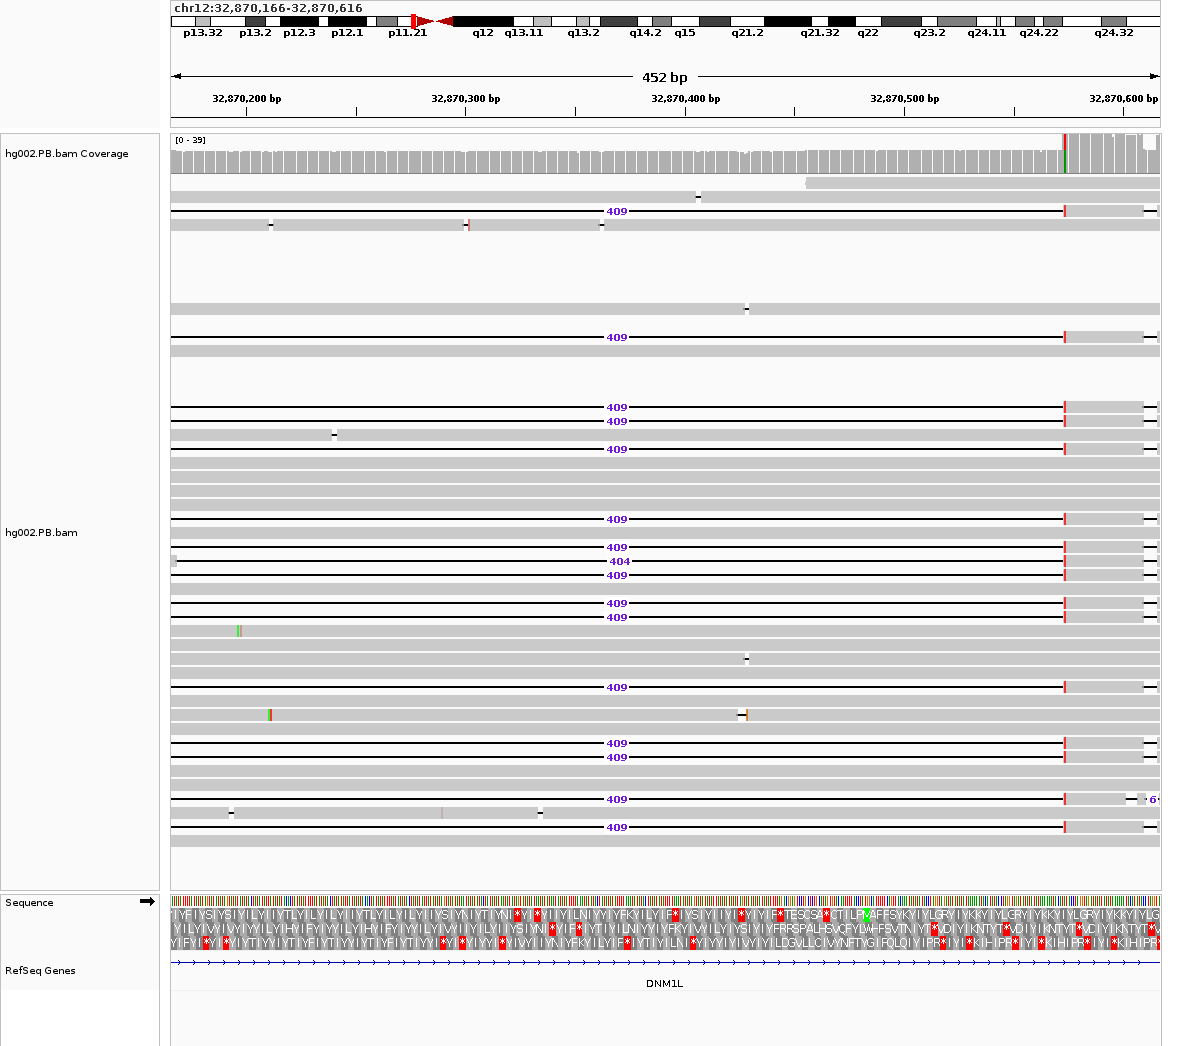 chr12:32,870,166-32,870,616
p13.32 p13.2 p12.3 p12.1 p11.21 q12 q13.11 q13.2 q14.2 q15 q21.2 q21.32 q22 q23.2 q24.11 q24.22 q24.32
452 bp
32,870,200 bp 32,870,300 bp 32,870,400 bp 32,870,500 bp 32,870,600 bp
[0 - 39]
hg002.PB.bam Coverage
409
409
409
409
409
409
hg002.PB.bam
409
404
409
409
409
409
409
409
409 6
409
Sequence
RefSeq Genes
DNM1L